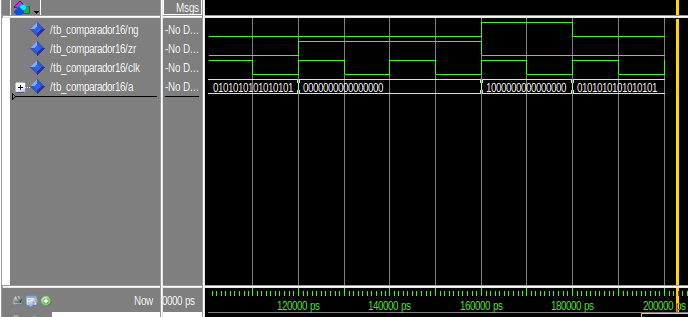 Msgs
/tb_comparador16/ng -No D...
/tb_comparador16/zr -No D...
/tb_comparador16/clk -No D...
/tb_comparador16/a -No D... 0101010101010101 0000000000000000 1000000000000000 0101010101010101
Now 0000 ps 120000 ps 140000 ps 160000 ps 180000 ps 200000 ps